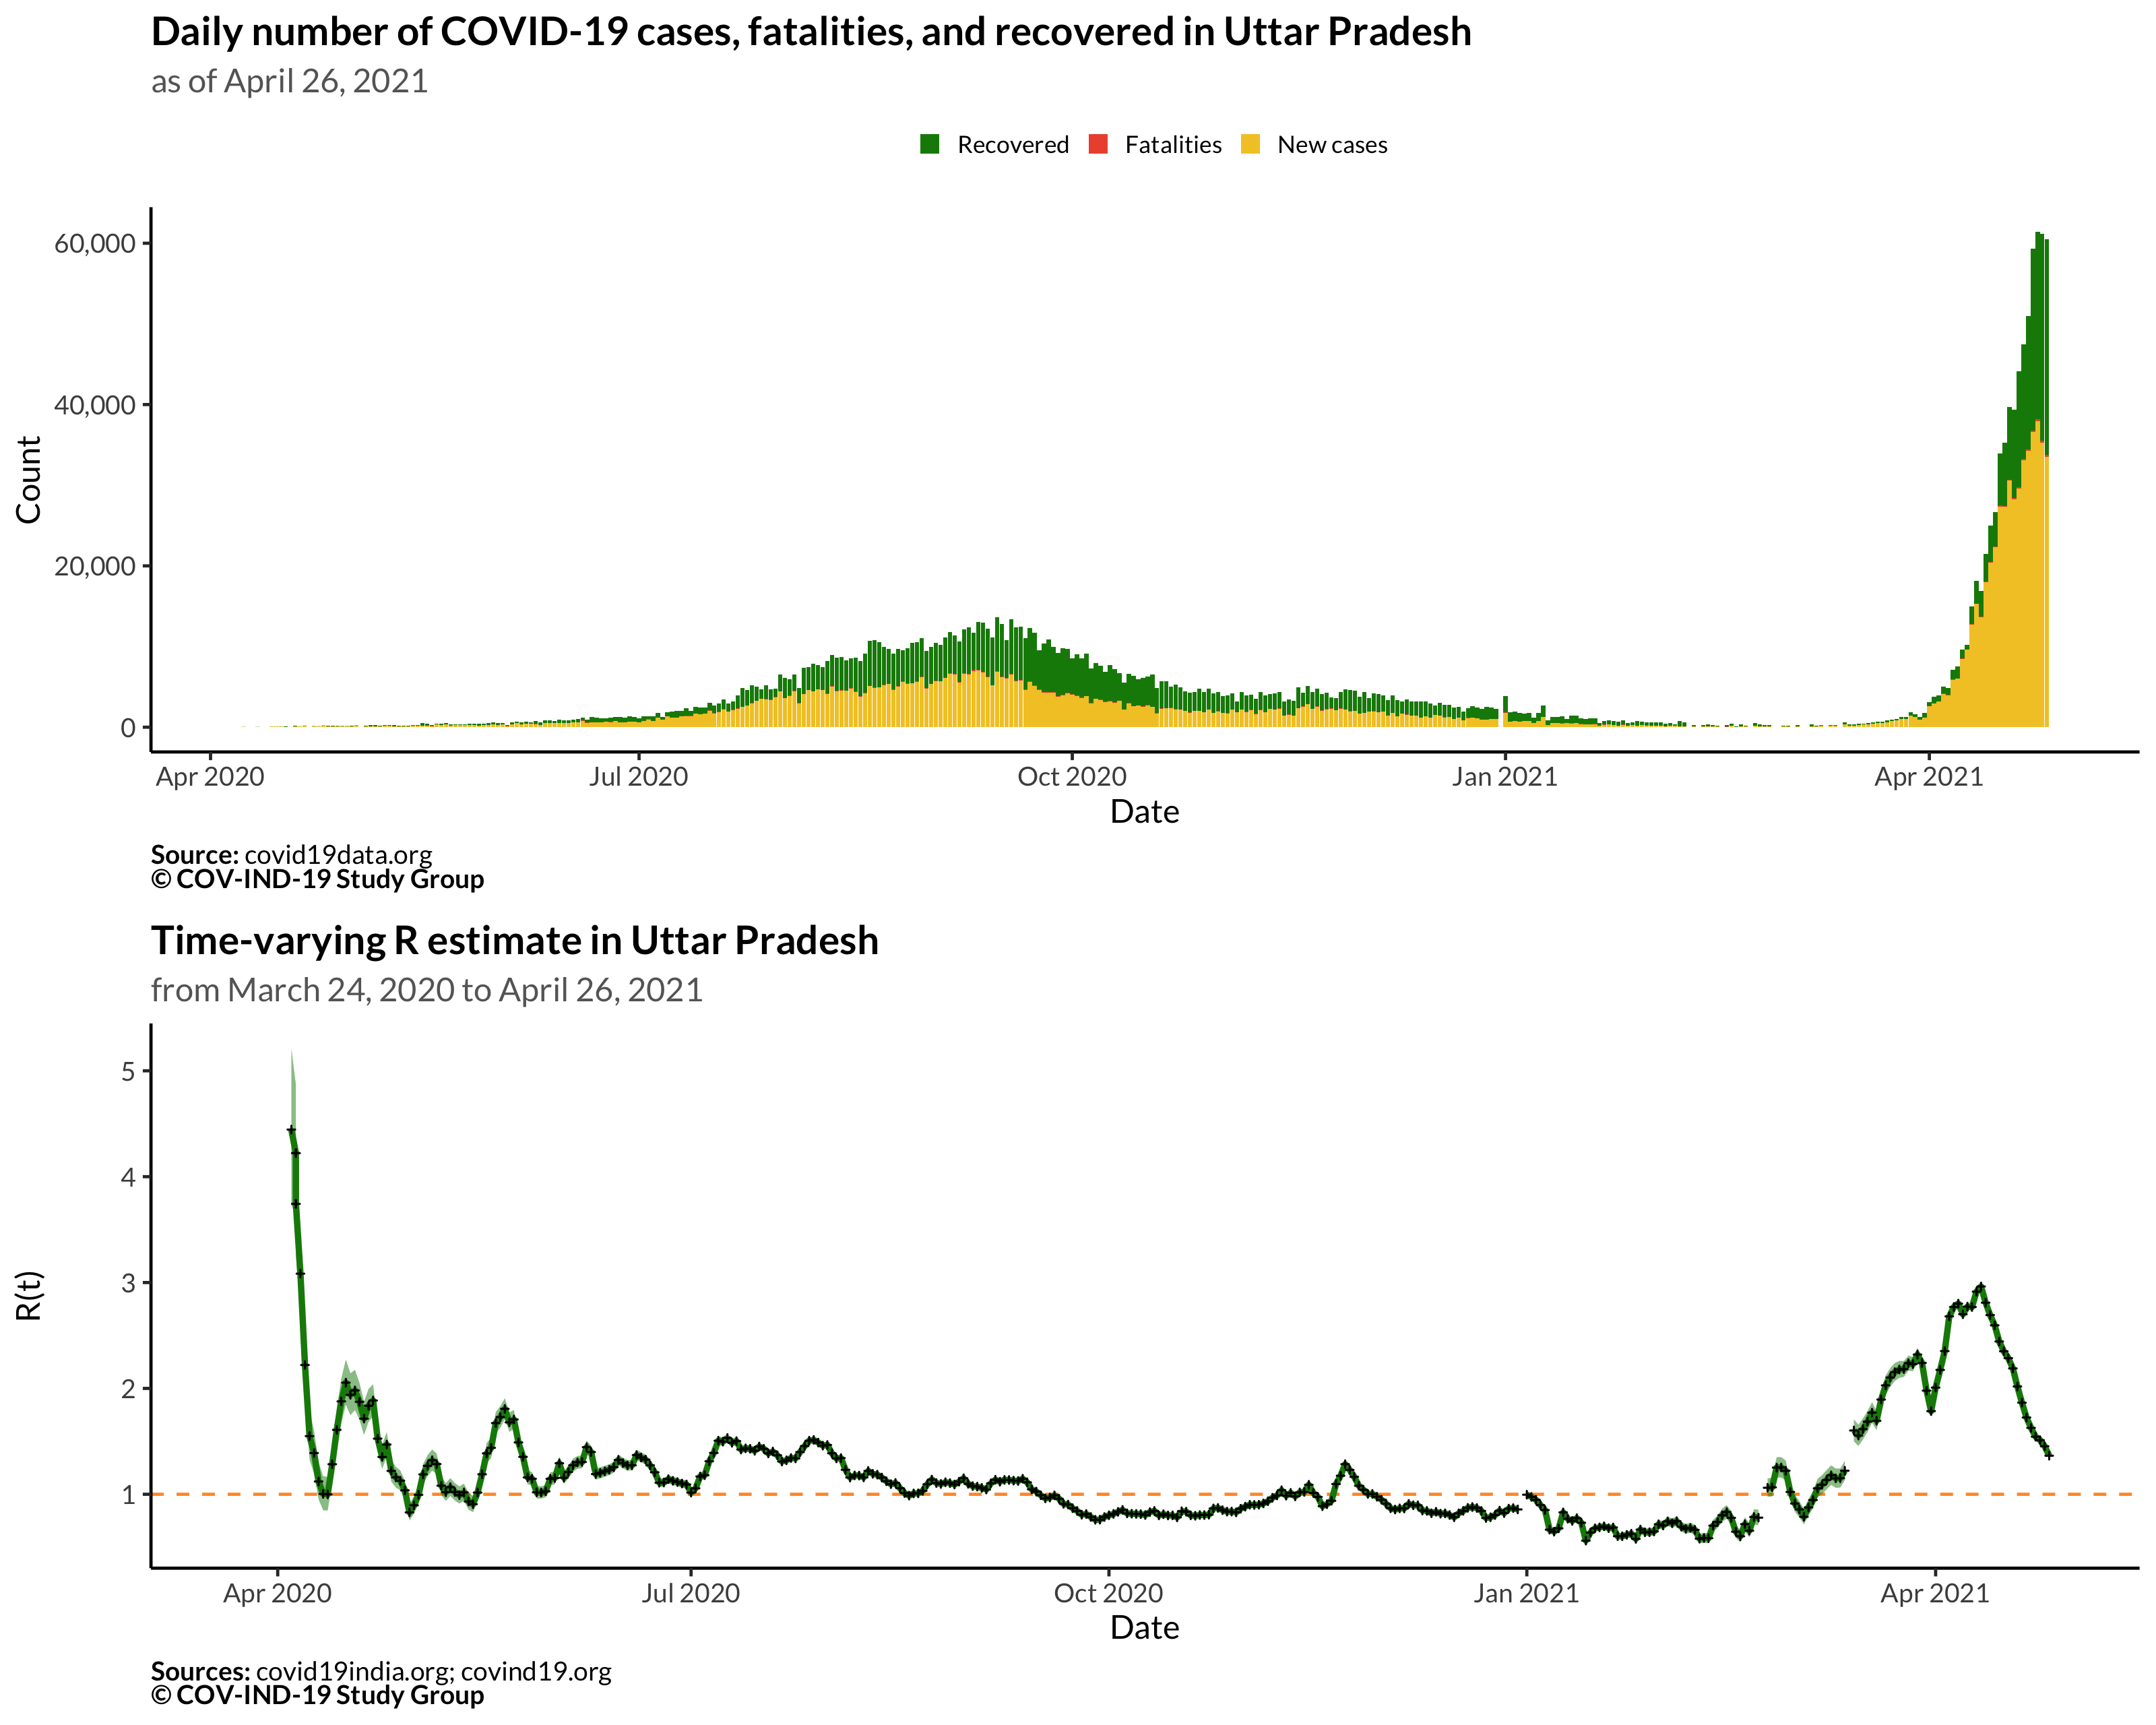 Daily number of COVID-19 cases, fatalities, and recovered in Uttar Pradesh
as of April 26, 2021
Recovered Fatalities New cases
60,000
40,000
20,000
0
Count
Apr 2020 Jul 2020 Oct 2020 Jan 2021 Apr 2021
Date
Source: covid19data.org
© COV-IND-19 Study Group
Time-varying R estimate in Uttar Pradesh
from March 24, 2020 to April 26, 2021
5
4
3
2
1
R(t)
Apr 2020 Jul 2020 Oct 2020 Jan 2021 Apr 2021
Date
Sources: covid19india.org; covind19.org
© COV-IND-19 Study Group